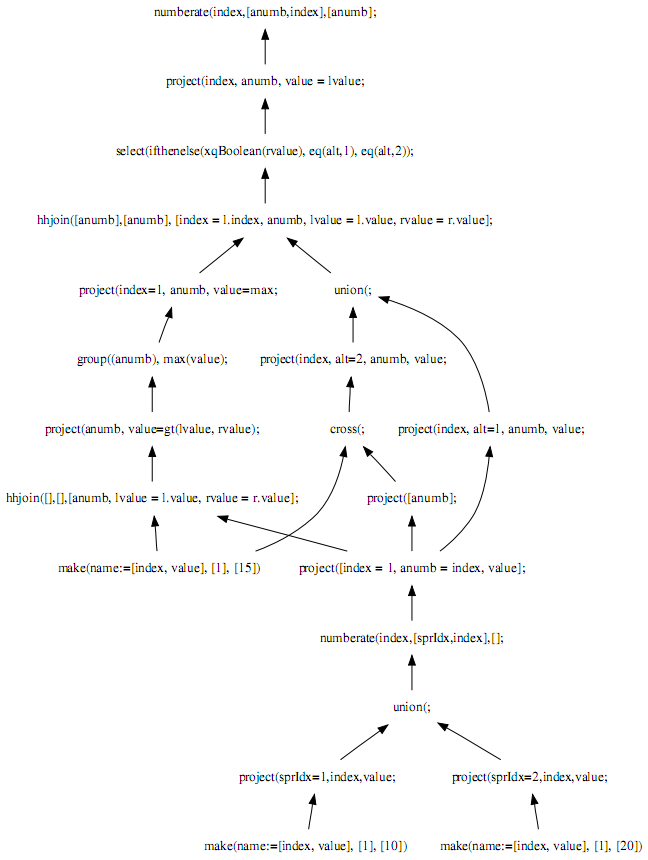 numberate(index,[anumb,index],[anumb];
project(index, anumb, value = lvalue;
select(ifthenelse(xqBoolean(rvalue), eq(alt,1), eq(alt,2));
hhjoin([anumb],[anumb], [index = l.index, anumb, lvalue = l.value, rvalue = r.value];
project(index=1, anumb, value=max;
union(;
group((anumb), max(value);
project(index, alt=2, anumb, value;
project(anumb, value=gt(lvalue, rvalue);
cross(;
project(index, alt=1, anumb, value;
hhjoin([],[],[anumb, lvalue = l.value, rvalue = r.value];
project([anumb];
make(name:=[index, value], [1], [15])
project([index = 1, anumb = index, value];
numberate(index,[sprIdx,index],[];
union(;
project(sprIdx=1,index,value;
project(sprIdx=2,index,value;
make(name:=[index, value], [1], [10])
make(name:=[index, value], [1], [20])